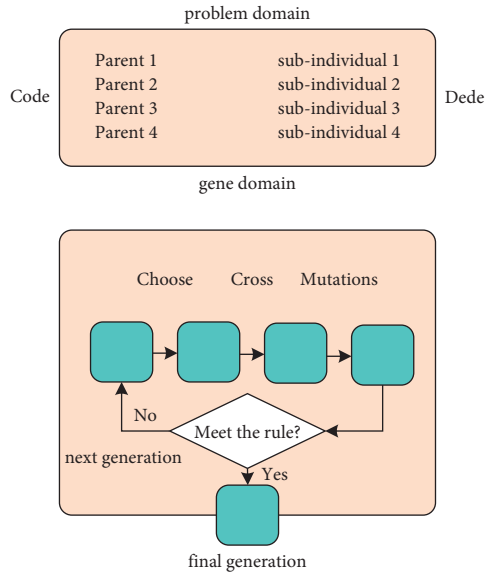 problem domain
Code
Parent 1 sub-individual 1
Parent 2 sub-individual 2
Parent 3 sub-individual 3
Parent 4 sub-individual 4
Dede
gene domain
Choose Cross Mutations
No
Meet the rule?
next generation
Yes
final generation